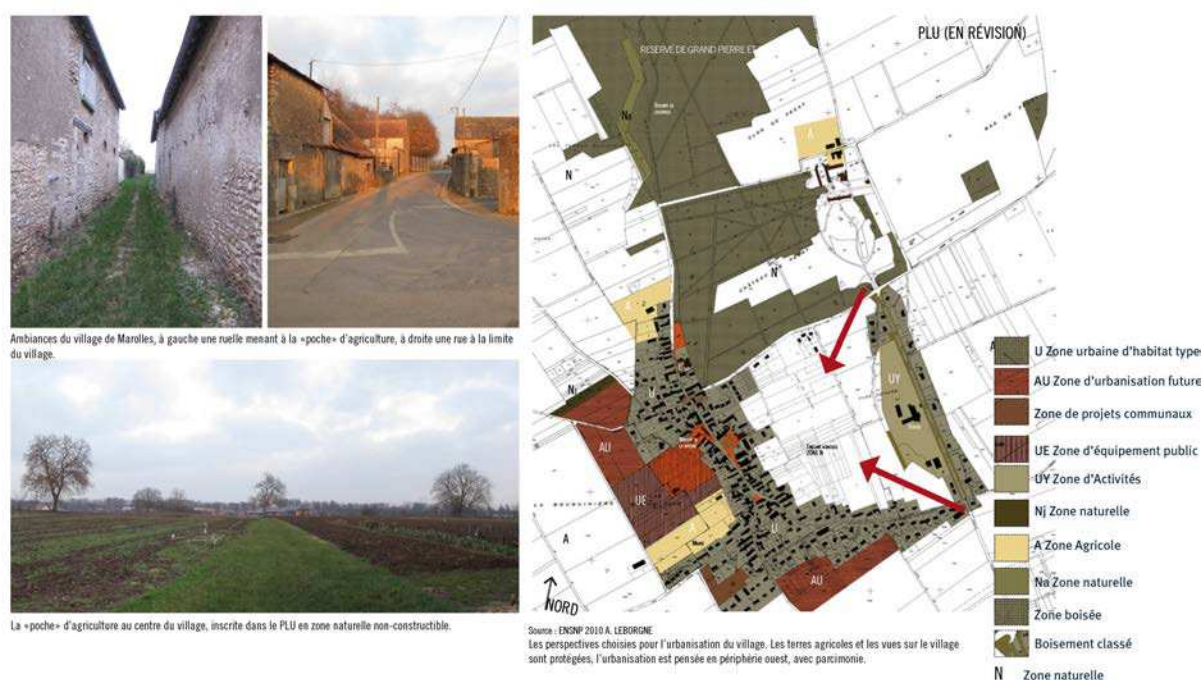 Ambiances du village de Marolles, à gauche une ruelle menant à la «poche» d'agriculture, à droite une rue à la limite
du village.
La «poche» d'agriculture au centre du village, inscrite dans le PLU en zone naturelle non-constructible.
PLU (EN RÉVISION)
RESERVE DE GRAND PIERRE ET
Na
A
N
N
A
N
UY
U
AU
UE
A
A
U
AU
NORD
Source : ENSNP 2010 A. LEBORGNE
Les perspectives choisies pour l'urbanisation du village. Les terres agricoles et les vues sur le village
sont protégées, l'urbanisation est pensée en périphérie ouest, avec parcimonie.
U Zone urbaine d'habitat type
AU Zone d'urbanisation future
Zone de projets communaux
UE Zone d'équipement public
UY Zone d'Activités
Nj Zone naturelle
A Zone Agricole
Na Zone naturelle
Zone boisée
Boisement classé
N Zone naturelle